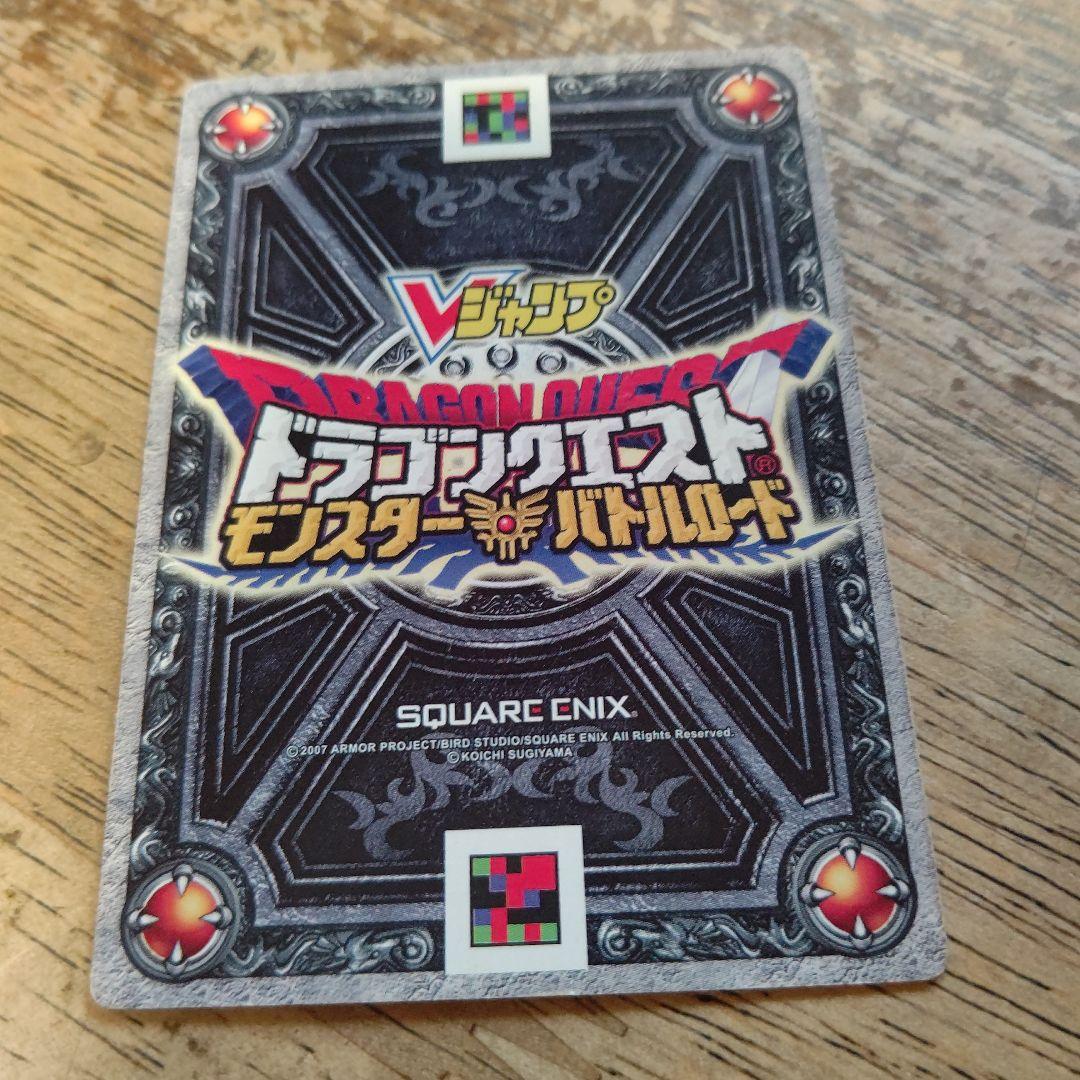 Vジャンプ
DRAGON QUEST
ドラゴンクエスト®
モンスター バトルロード
SQUARE ENIX
©2007 ARMOR PROJECT/BIRD STUDIO/SQUARE ENIX All Rights Reserved.
©KOICHI SUGIYAMA